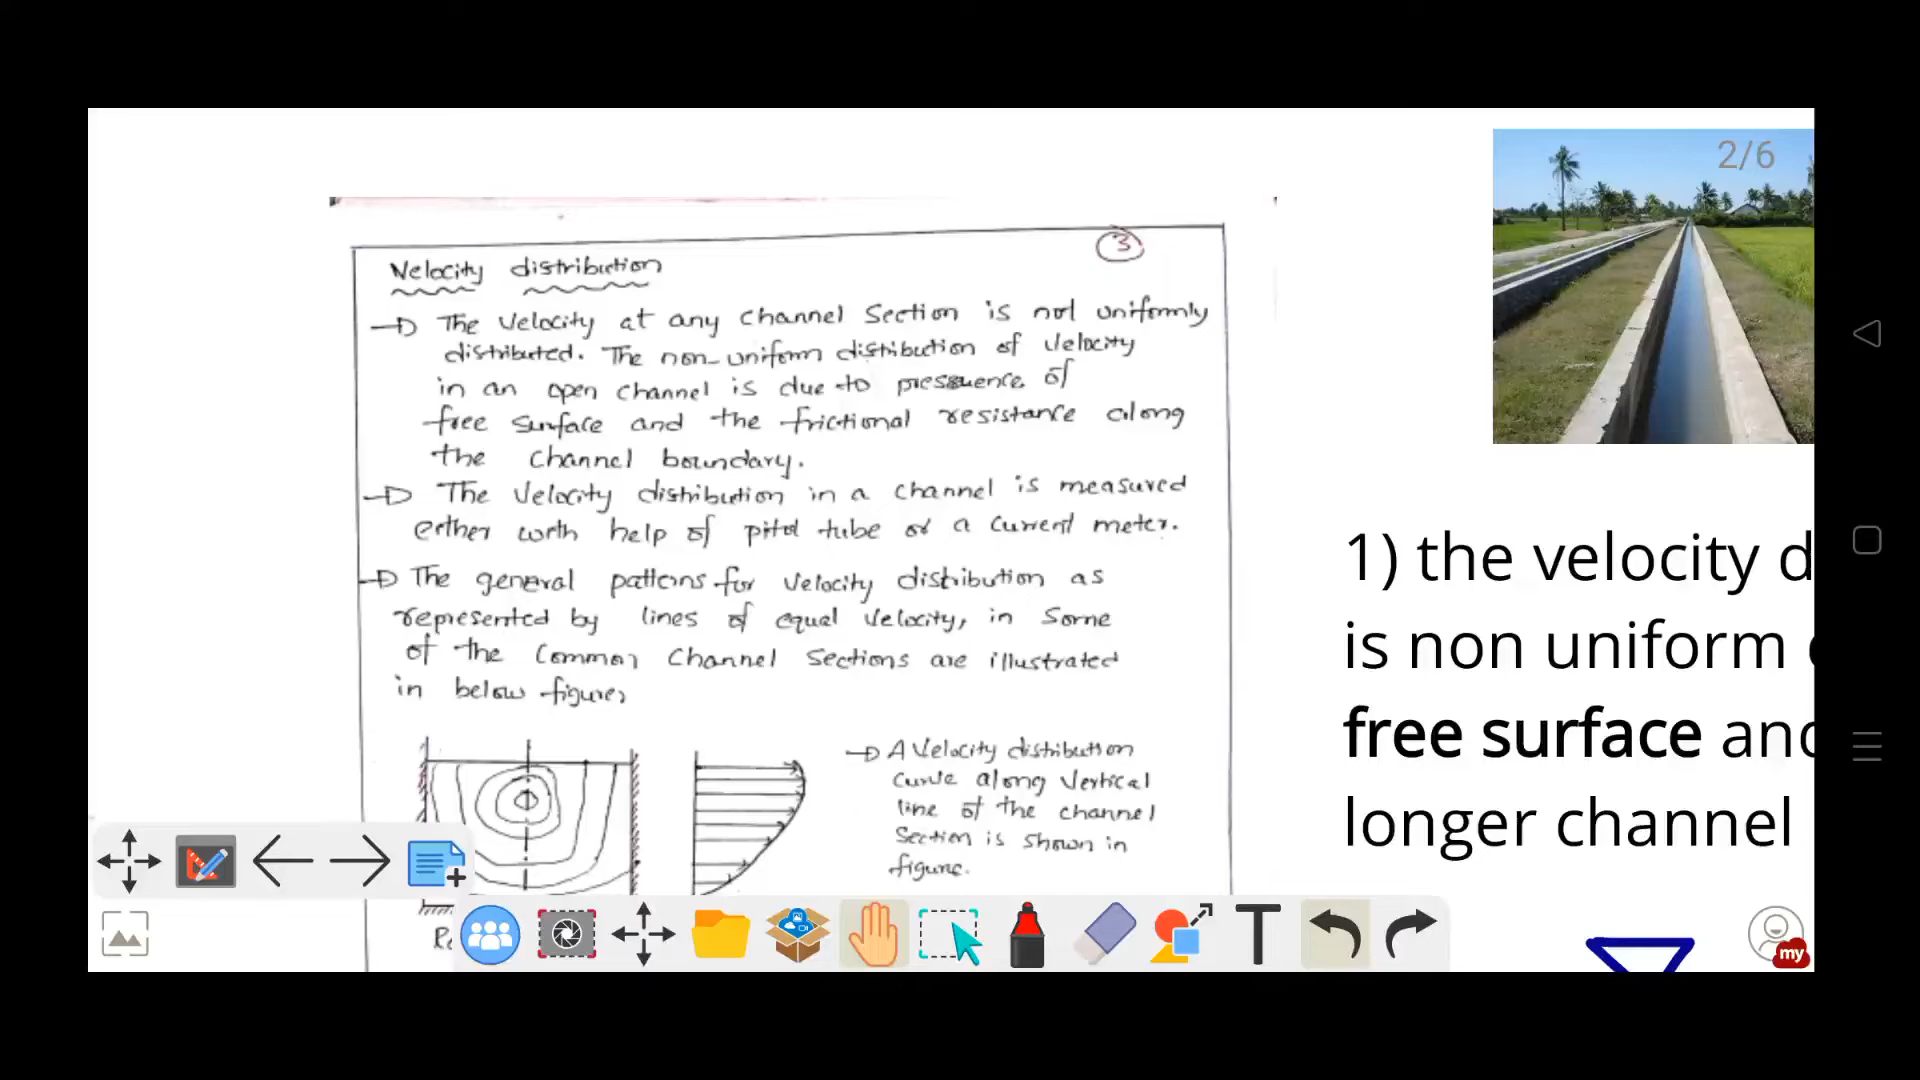 2/6
3
Velocity distribution
The velocity at any channel section is not uniformly
distributed. The non-uniform distibution of velocity
in an open channel is due to of
free surface and the frictional resistance along
the channel boundary.
The velocity distribution in a channel is measured
either with help of pitot tube or a current meter.
The general patterns for velocity distribution as
represented by lines of equal velocity, in some
of the common channel sections are illustrated
in below figure,
A velocity distribution
curve along vertical
line of the channel
section is shown in
figure.
1) the velocity d
is non uniform
free surface and
longer channel
T
my